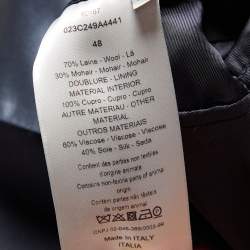 023C249A4441
48
70% Laine - Wool - Lã
30% Mohair - Mohair - Mohair
DOUBLURE - LINING
MATERIAL INTERIOR
100% Cupro - Cupro - Cupro
AUTRE MATERIAU - OTHER
MATERIAL
OUTROS MATERIAIS
60% Viscose - Viscose - Viscose
40% Soie - Silk - Seda
Contient des parties non textiles
d'origine animale
Contains non-textile parts of animal
origin
Contém partes não têxteis
de origem animal
Made in ITALY
ITALIA